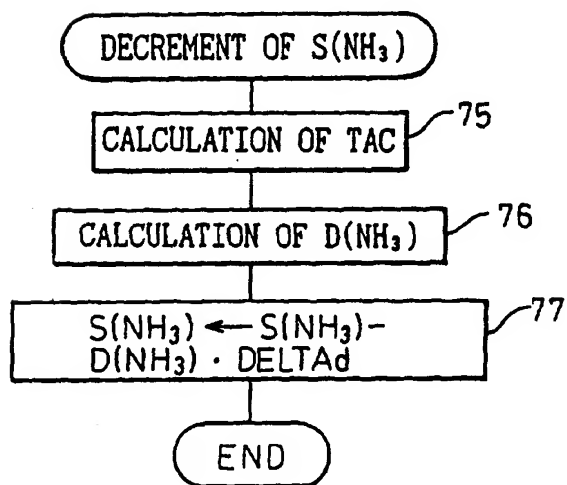 DECREMENT OF S(NH₃)
75
CALCULATION OF TAC
76
CALCULATION OF D(NH₃)
77
S(NH₃) ← S(NH₃)-
D(NH₃) · DELTAd
END